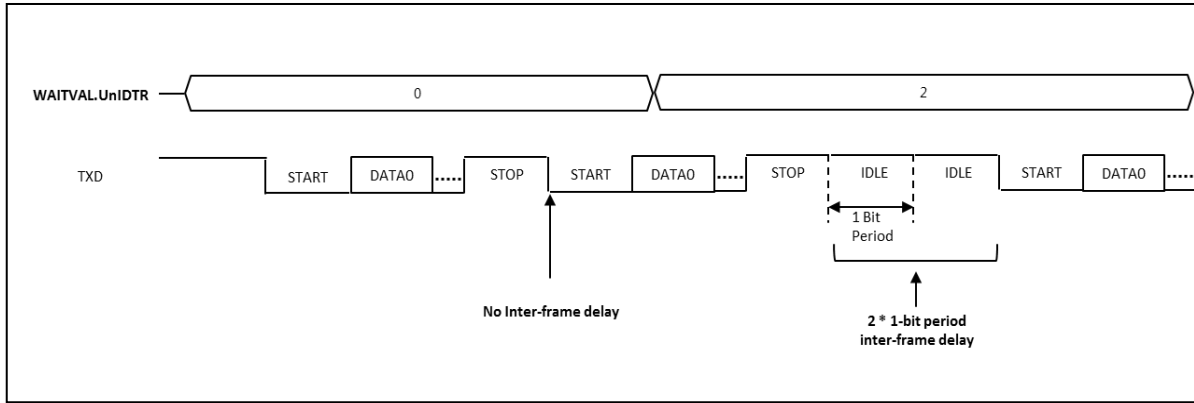 WAITVAL.UnIDTR 0 2
TXD START DATA0 ..... STOP START DATA0 ..... STOP IDLE IDLE START DATA0 .....
1 Bit
Period
No Inter-frame delay
2 * 1-bit period
inter-frame delay